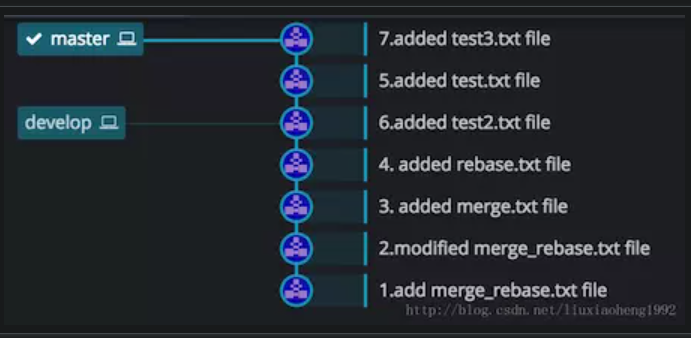 master 7.added test3.txt file
5.added test.txt file
develop 6.added test2.txt file
4. added rebase.txt file
3. added merge.txt file
2.modified merge_rebase.txt file
1.add merge_rebase.txt file
http://blog.csdn.net/liuxiaoheng1992